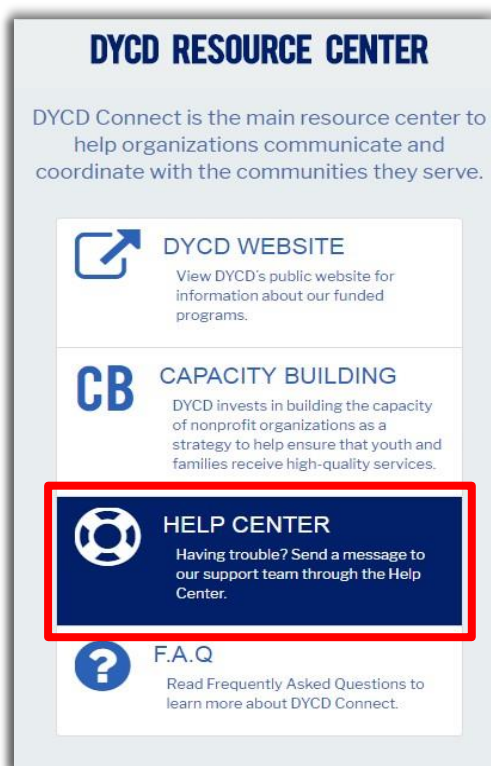 DYCD RESOURCE CENTER
DYCD Connect is the main resource center to
help organizations communicate and
coordinate with the communities they serve.
DYCD WEBSITE
View DYCD's public website for
information about our funded
programs.
CB
CAPACITY BUILDING
DYCD invests in building the capacity
of nonprofit organizations as a
strategy to help ensure that youth and
families receive high-quality services.
HELP CENTER
Having trouble? Send a message to
our support team through the Help
Center.
?
F.A.Q
Read Frequently Asked Questions to
learn more about DYCD Connect.